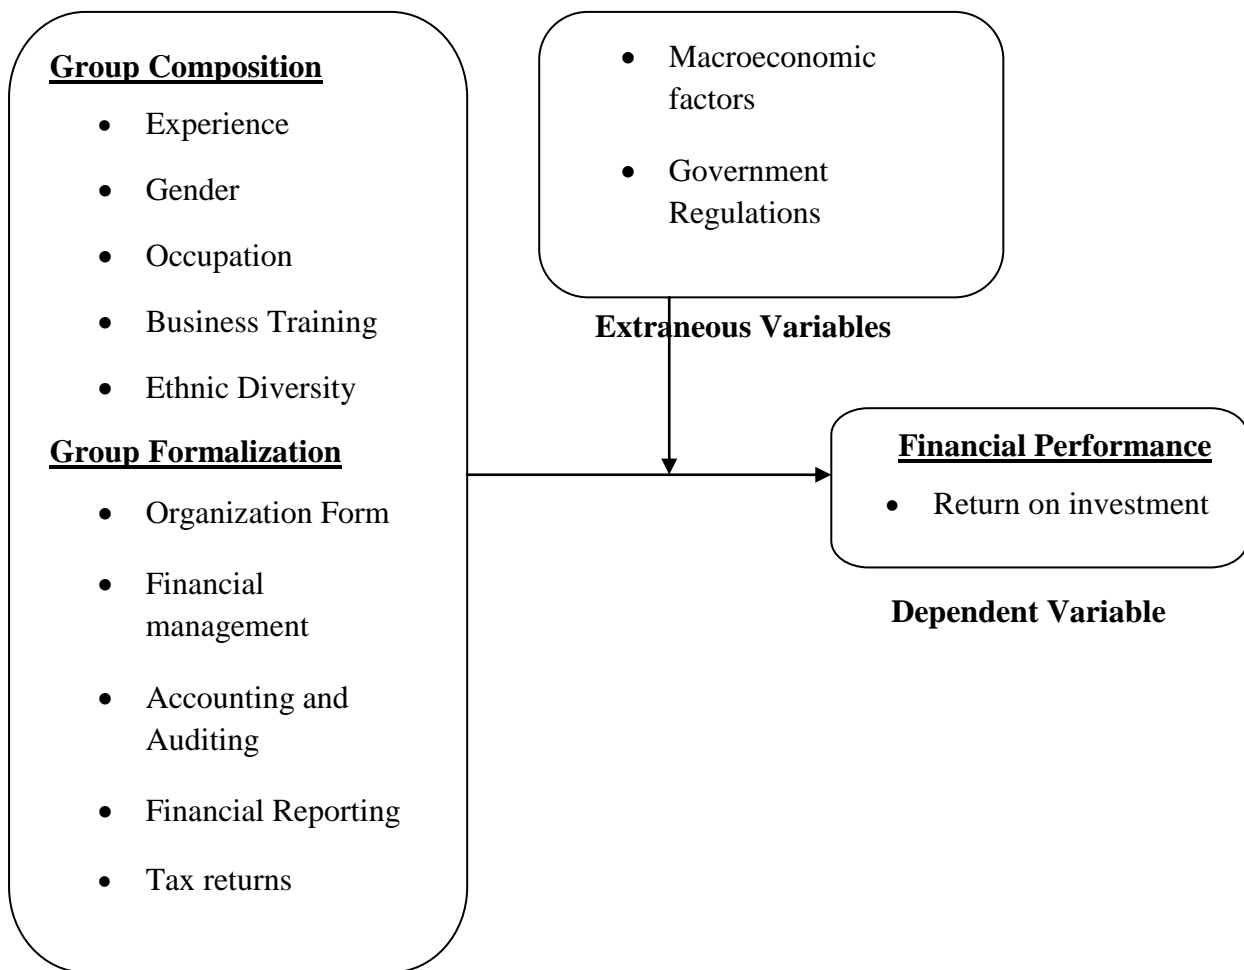 Group Composition
• Experience
• Gender
• Occupation
• Business Training
• Ethnic Diversity
Group Formalization
• Organization Form
• Financial
management
• Accounting and
Auditing
• Financial Reporting
• Tax returns
• Macroeconomic
factors
• Government
Regulations
Extraneous Variables
Financial Performance
• Return on investment
Dependent Variable